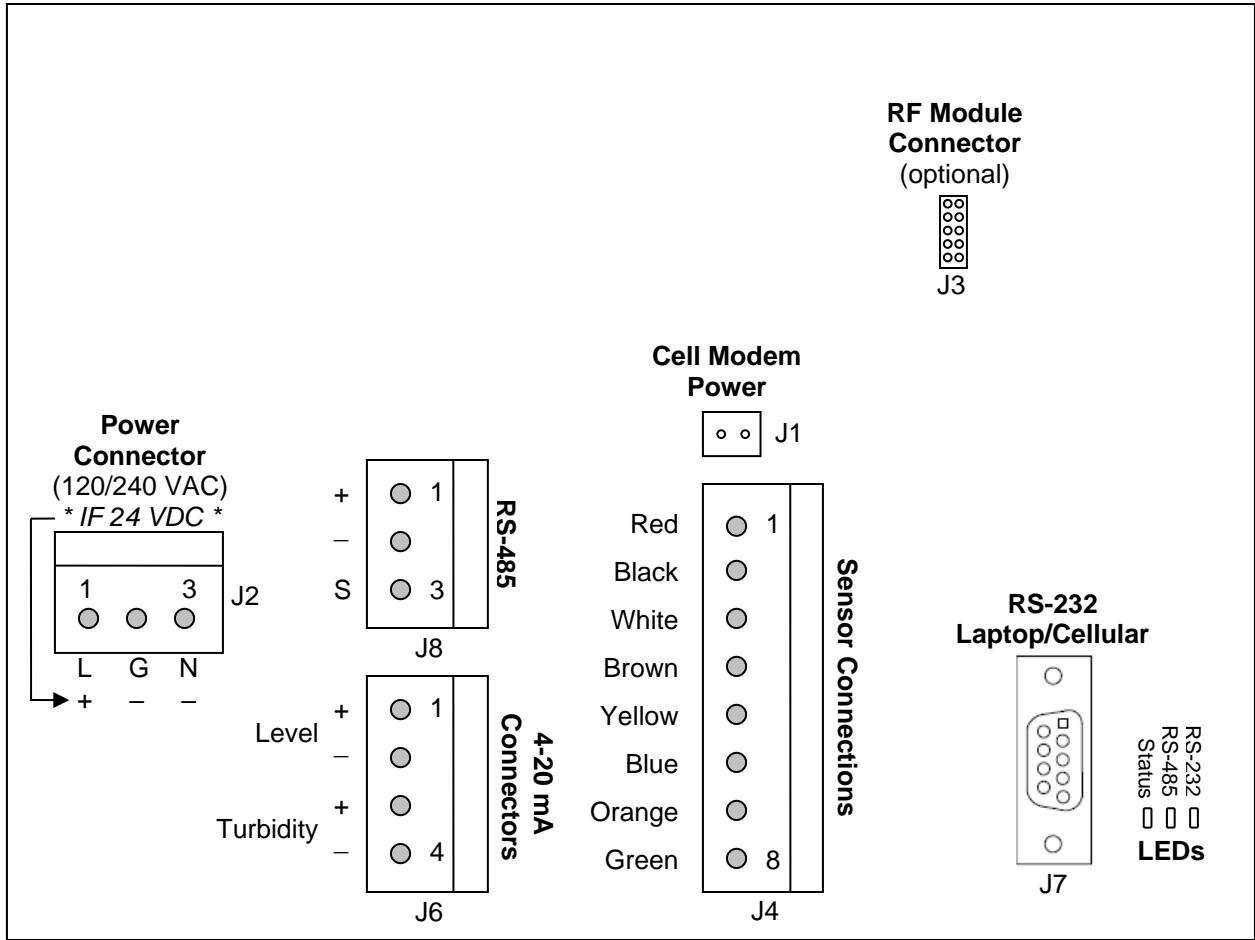 RF Module
Connector
(optional)
J3
Cell Modem
Power
J1
Power
Connector
(120/240 VAC)
* IF 24 VDC *
1 3
J2
L G N
+ – –
+ 1
–
S 3
RS-485
J8
Level
+ 1
–
Turbidity
+
– 4
4-20 mA
Connectors
J6
Red 1
Black
White
Brown
Yellow
Blue
Orange
Green 8
Sensor Connections
J4
RS-232
Laptop/Cellular
J7
RS-232
RS-485
Status
LEDs